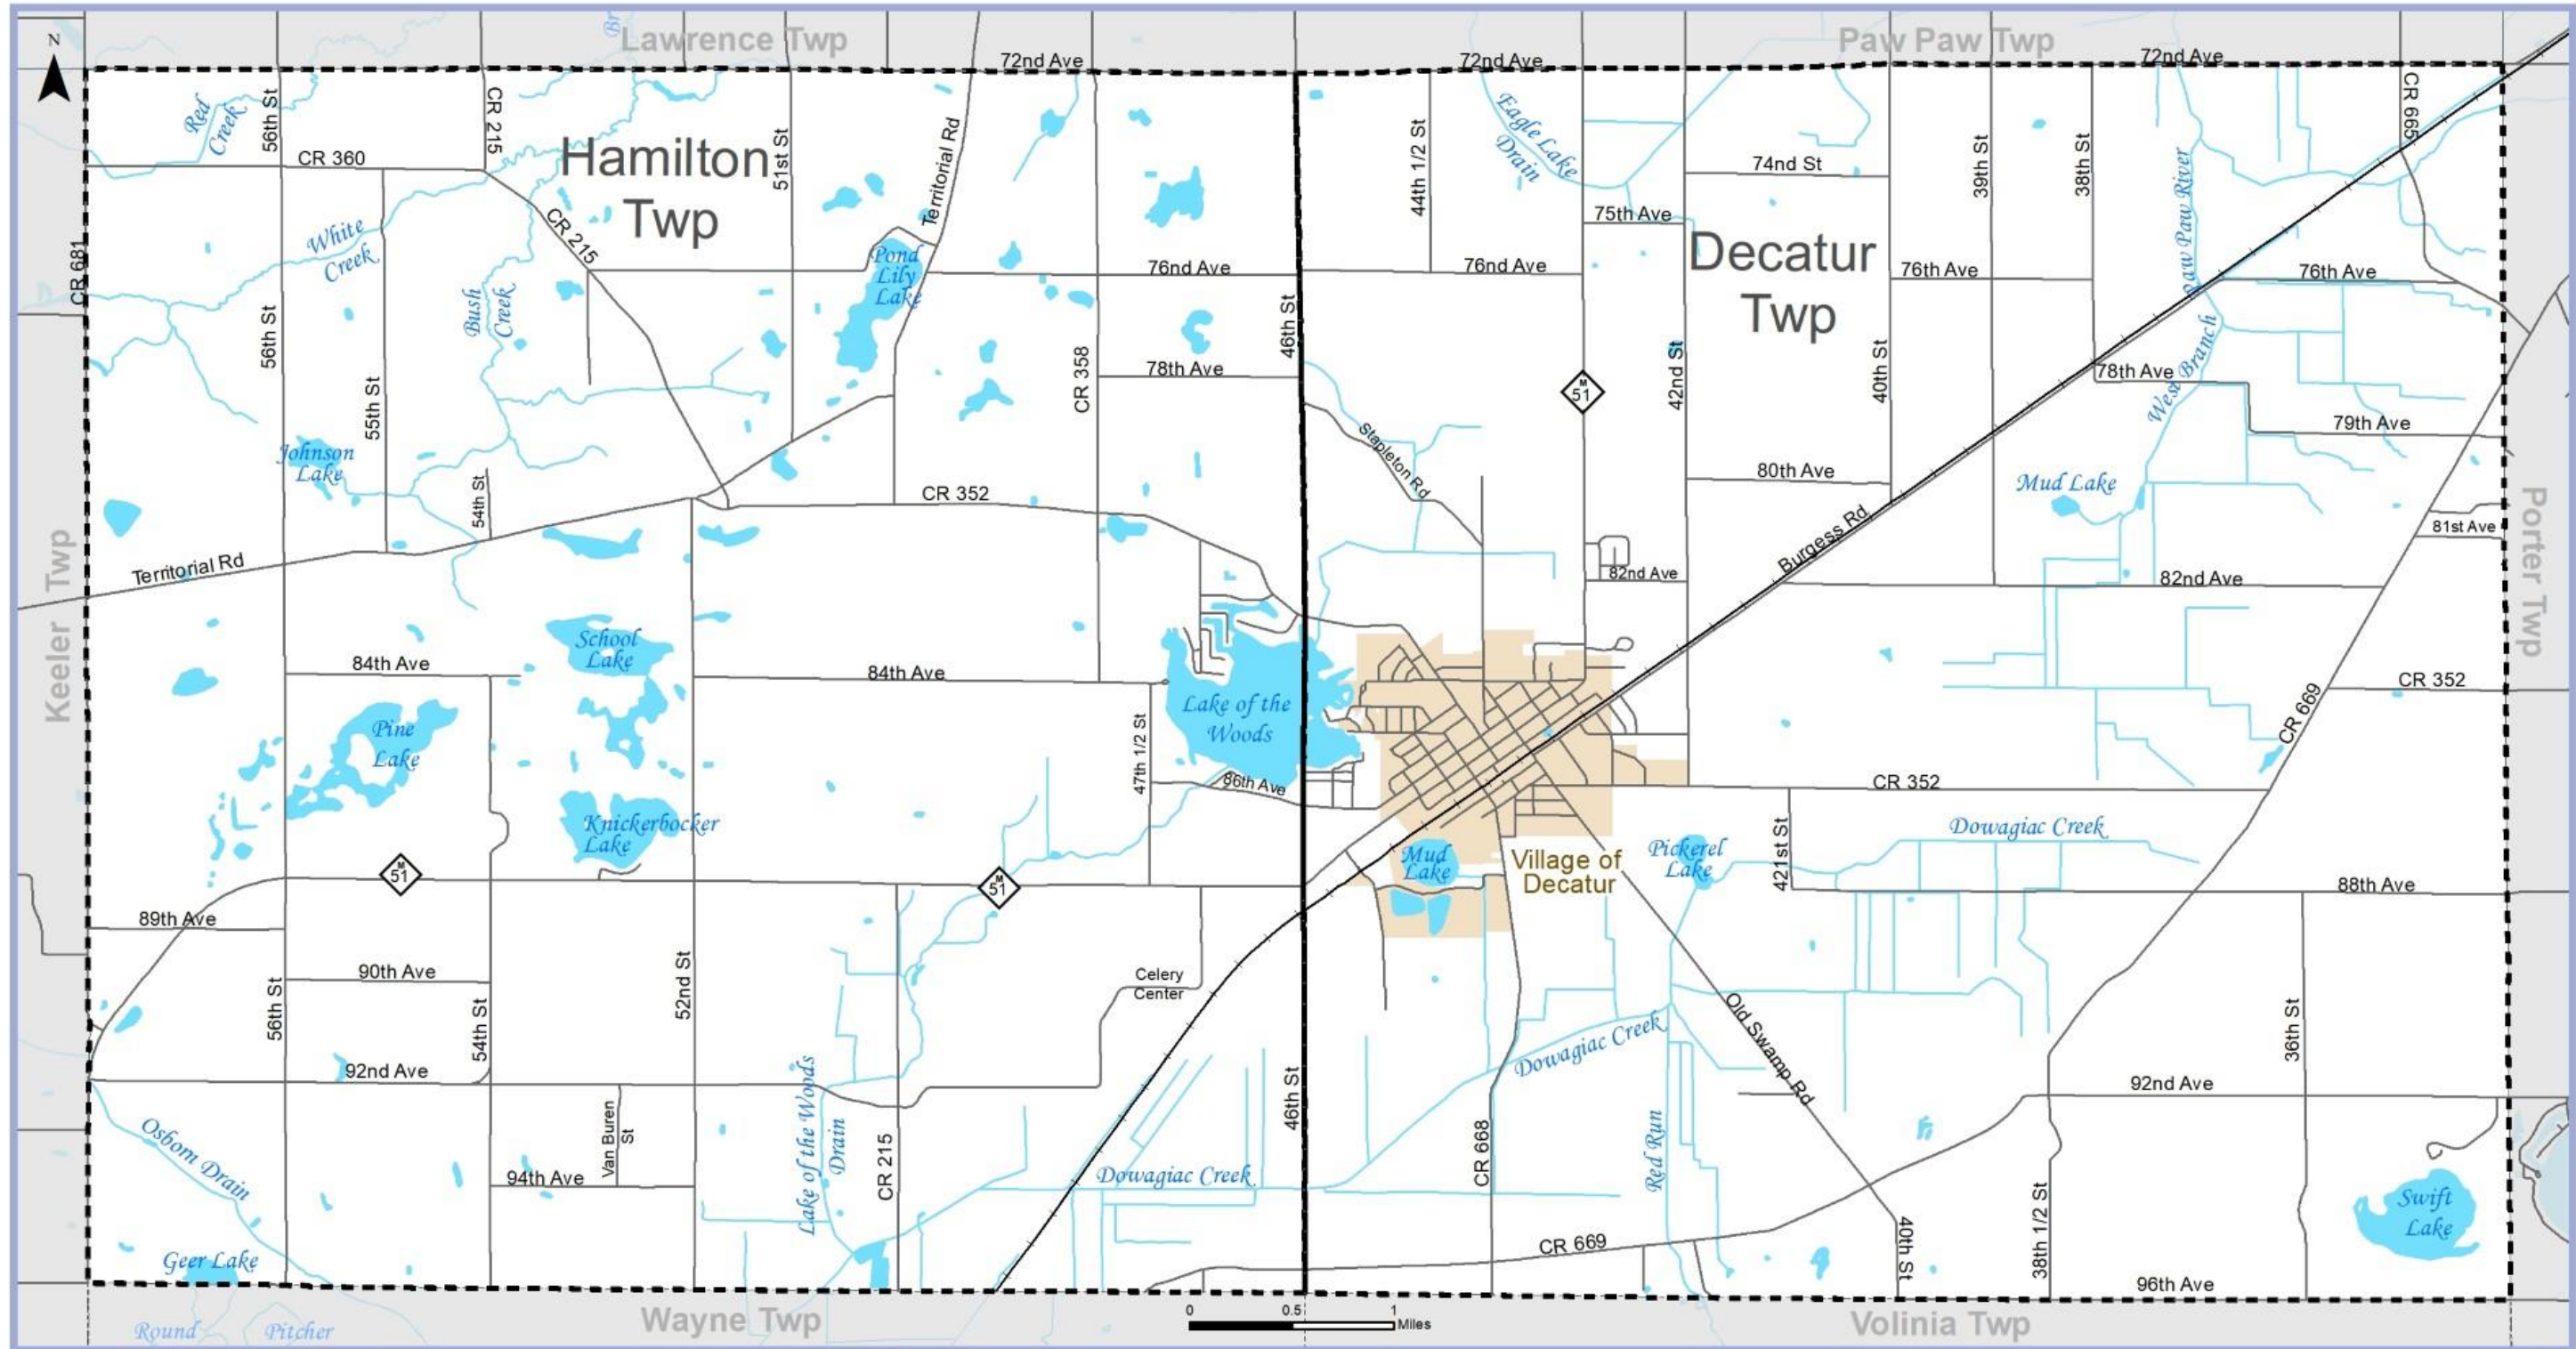 N
Lawrence Twp
Paw Paw Twp
72nd Ave
72nd Ave
72nd Ave
Red
Creek
56th St
CR 215
Hamilton
Twp
51st St
Territorial Rd
44th 1/2 St
Eagle Lake
Drain
74nd St
39th St
38th St
Paw Paw River
CR 665
CR 360
CR 681
White
Creek
CR 215
75th Ave
Decatur
Twp
Pond
Lily
Lake
76nd Ave
76nd Ave
76th Ave
76th Ave
Bush
Creek
56th St
46th St
55th St
CR 358
78th Ave
M
51
42nd St
40th St
78th Ave
West Branch
79th Ave
Johnson
Lake
54th St
CR 352
Stapleton Rd
80th Ave
Mud Lake
Burgess Rd
81st Ave
Territorial Rd
82nd Ave
82nd Ave
Keeler Twp
Porter Twp
School
Lake
84th Ave
84th Ave
CR 352
Pine
Lake
Lake of the
Woods
47th 1/2 St
86th Ave
CR 669
CR 352
Knickerbocker
Lake
421st St
Dowagiac Creek
M
51
M
51
Mud
Lake
Village of
Decatur
Pickerel
Lake
88th Ave
89th Ave
90th Ave
56th St
54th St
52nd St
Celery
Center
Old Swamp Rd
36th St
92nd Ave
Dowagiac Creek
92nd Ave
Osborn Drain
Van Buren
St
94th Ave
Lake of the Woods
Drain
CR 215
Dowagiac Creek
46th St
CR 668
Red Run
40th St
38th 1/2 St
Swift
Lake
Geer Lake
CR 669
96th Ave
Round
Pitcher
Wayne Twp
0
0.5
1
Miles
Volinia Twp